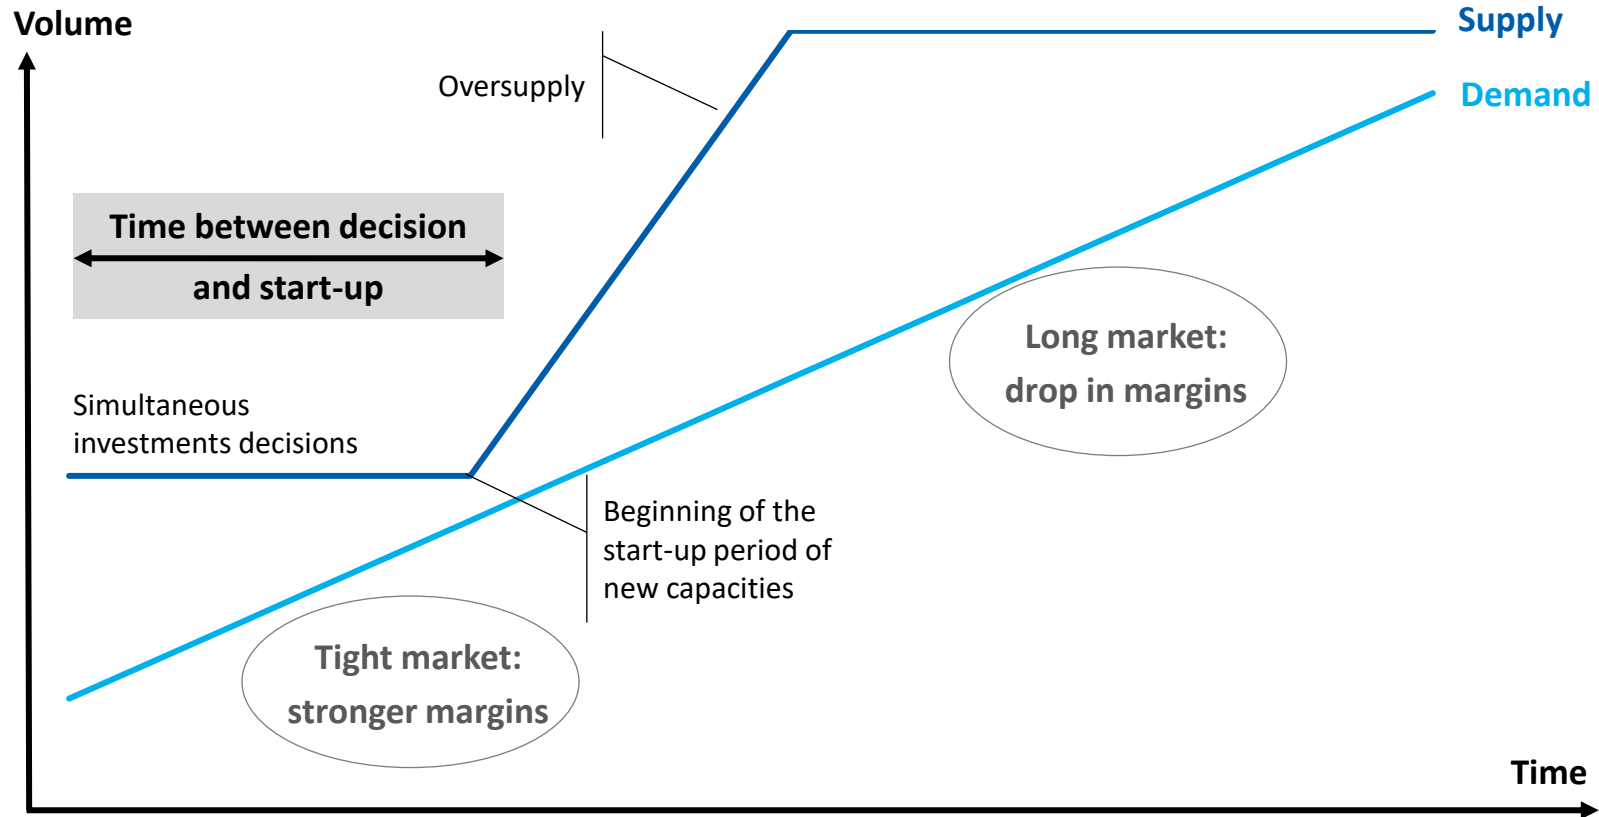 Volume
Supply
Oversupply
Demand
Time between decision
and start-up
Long market:
drop in margins
Simultaneous
investments decisions
Beginning of the
start-up period of
new capacities
Tight market:
stronger margins
Time